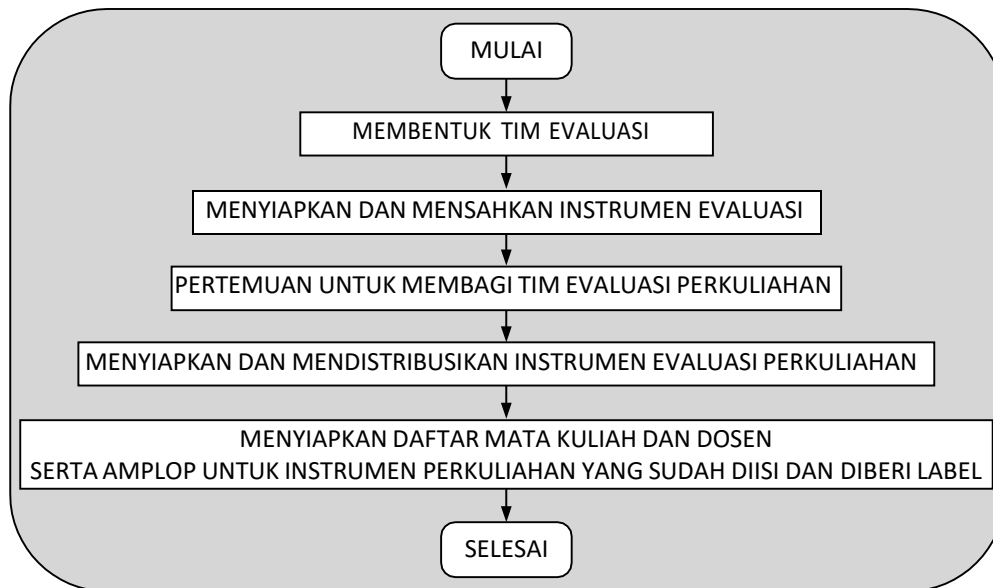 MULAI
MEMBENTUK TIM EVALUASI
MENYIAPKAN DAN MENSAHKAN INSTRUMEN EVALUASI
PERTEMUAN UNTUK MEMBAGI TIM EVALUASI PERKULIAHAN
MENYIAPKAN DAN MENDISTRIBUSIKAN INSTRUMEN EVALUASI PERKULIAHAN
MENYIAPKAN DAFTAR MATA KULIAH DAN DOSEN
SERTA AMPLOP UNTUK INSTRUMEN PERKULIAHAN YANG SUDAH DIISI DAN DIBERI LABEL
SELESAI